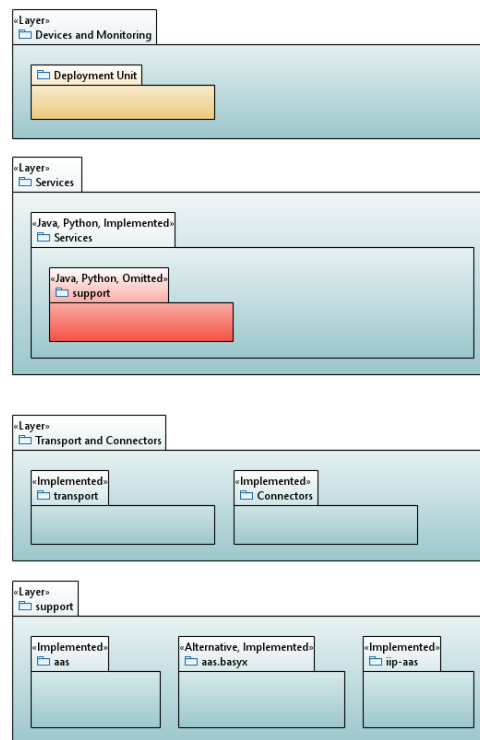 «Layer»
Devices and Monitoring
Deployment Unit
«Layer»
Services
«Java, Python, Implemented»
Services
«Java, Python, Omitted»
support
«Layer»
Transport and Connectors
«Implemented»
transport
«Implemented»
Connectors
«Layer»
support
«Implemented»
aas
«Alternative, Implemented»
aas.basyx
«Implemented»
iip-aas